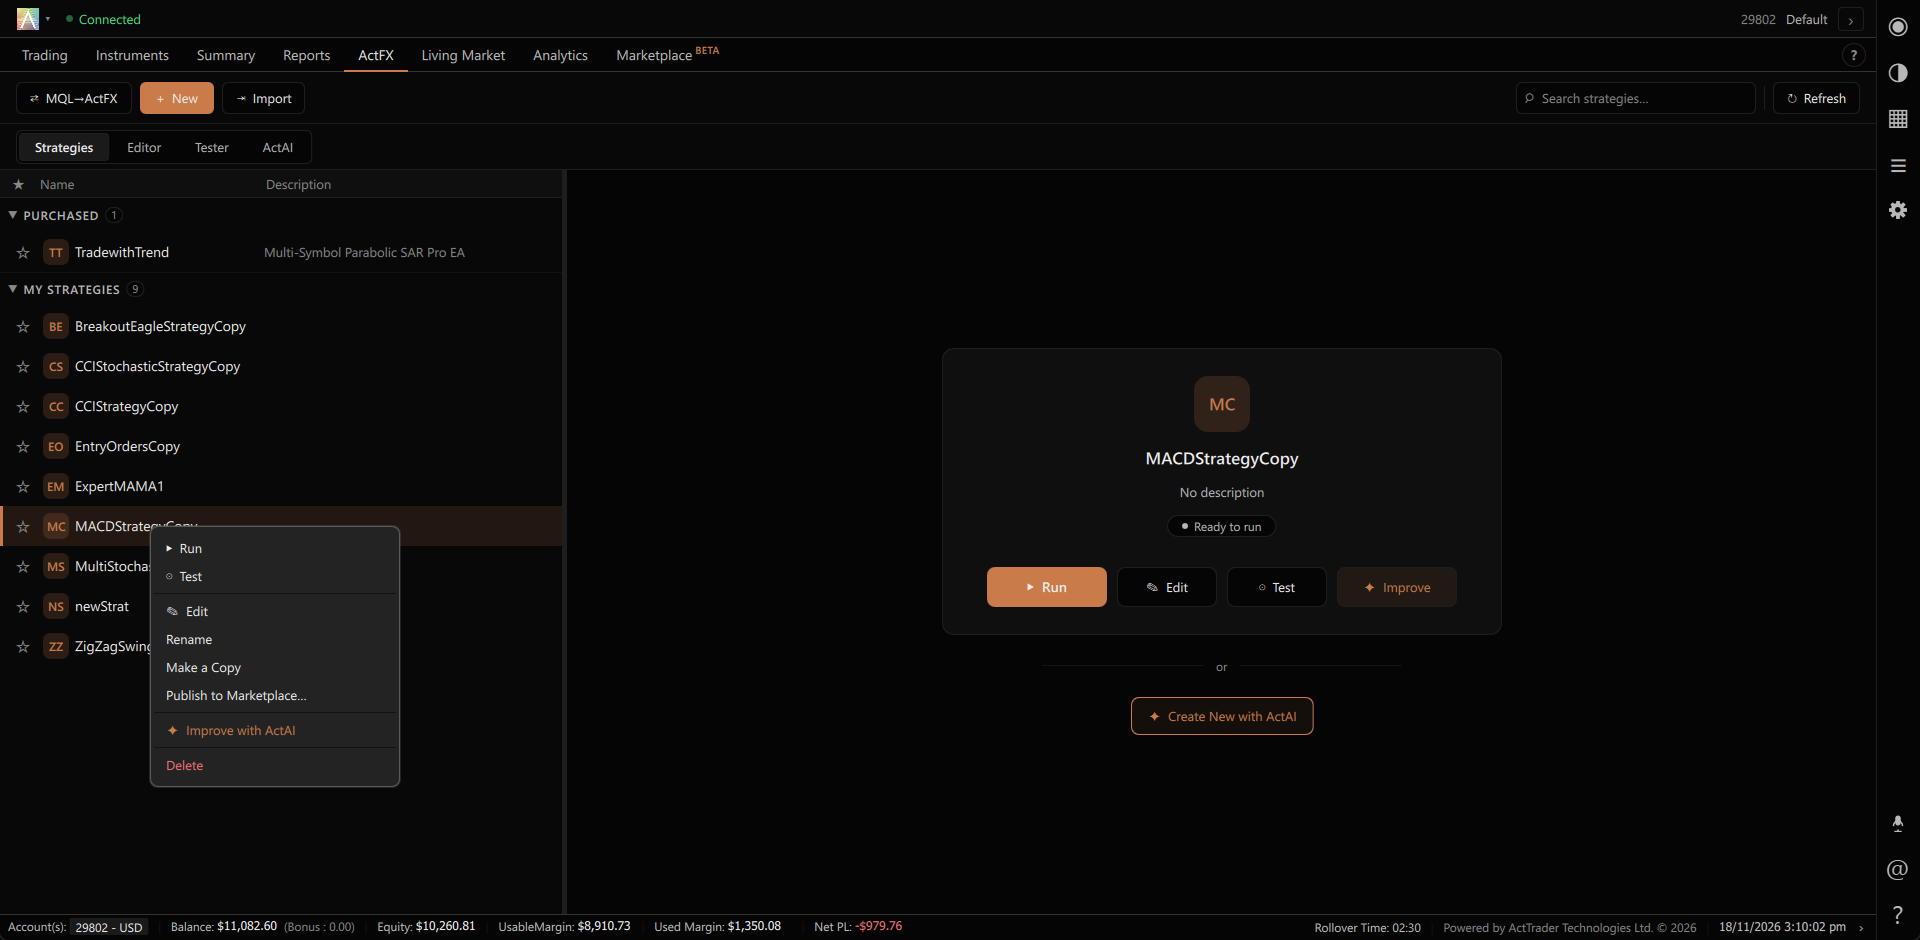 Connected
29802 Default
Trading Instruments Summary Reports ActFX Living Market Analytics Marketplace BETA
?
MQL→ActFX + New Import
Search strategies...
Refresh
Strategies Editor Tester ActAI
Name Description
PURCHASED 1
TT TradewithTrend Multi-Symbol Parabolic SAR Pro EA
MY STRATEGIES 9
BE BreakoutEagleStrategyCopy
CS CCIStochasticStrategyCopy
CC CCIStrategyCopy
EO EntryOrdersCopy
EM ExpertMAMA1
MC MACDStrategyCopy
MS MultiStochas
NS newStrat
ZZ ZigZagSwing
Run
Test
Edit
Rename
Make a Copy
Publish to Marketplace...
Improve with ActAI
Delete
MC
MACDStrategyCopy
No description
Ready to run
Run Edit Test Improve
or
Create New with ActAI
@
?
Account(s): 29802 - USD Balance: $11,082.60 (Bonus : 0.00) Equity: $10,260.81 UsableMargin: $8,910.73 Used Margin: $1,350.08 Net PL: -$979.76 Rollover Time: 02:30 Powered by ActTrader Technologies Ltd. © 2026 18/11/2026 3:10:02 pm